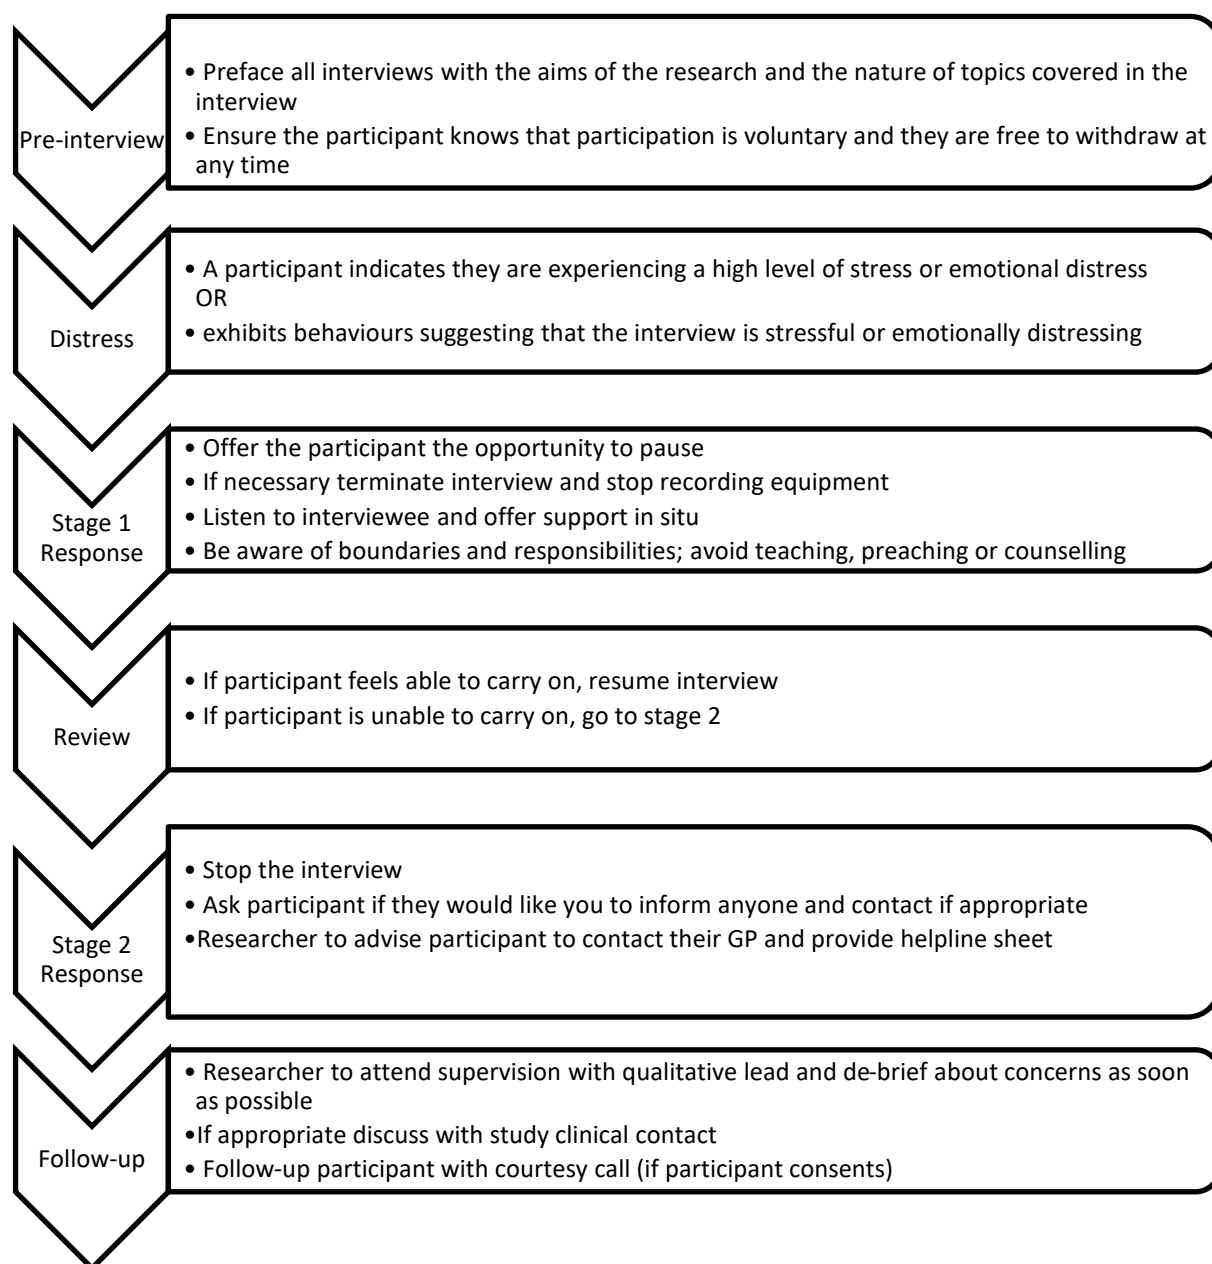 Pre-interview
• Preface all interviews with the aims of the research and the nature of topics covered in the
interview
• Ensure the participant knows that participation is voluntary and they are free to withdraw at
any time
Distress
• A participant indicates they are experiencing a high level of stress or emotional distress
OR
• exhibits behaviours suggesting that the interview is stressful or emotionally distressing
Stage 1
Response
• Offer the participant the opportunity to pause
• If necessary terminate interview and stop recording equipment
• Listen to interviewee and offer support in situ
• Be aware of boundaries and responsibilities; avoid teaching, preaching or counselling
Review
• If participant feels able to carry on, resume interview
• If participant is unable to carry on, go to stage 2
Stage 2
Response
• Stop the interview
• Ask participant if they would like you to inform anyone and contact if appropriate
•Researcher to advise participant to contact their GP and provide helpline sheet
Follow-up
• Researcher to attend supervision with qualitative lead and de-brief about concerns as soon
as possible
•If appropriate discuss with study clinical contact
• Follow-up participant with courtesy call (if participant consents)